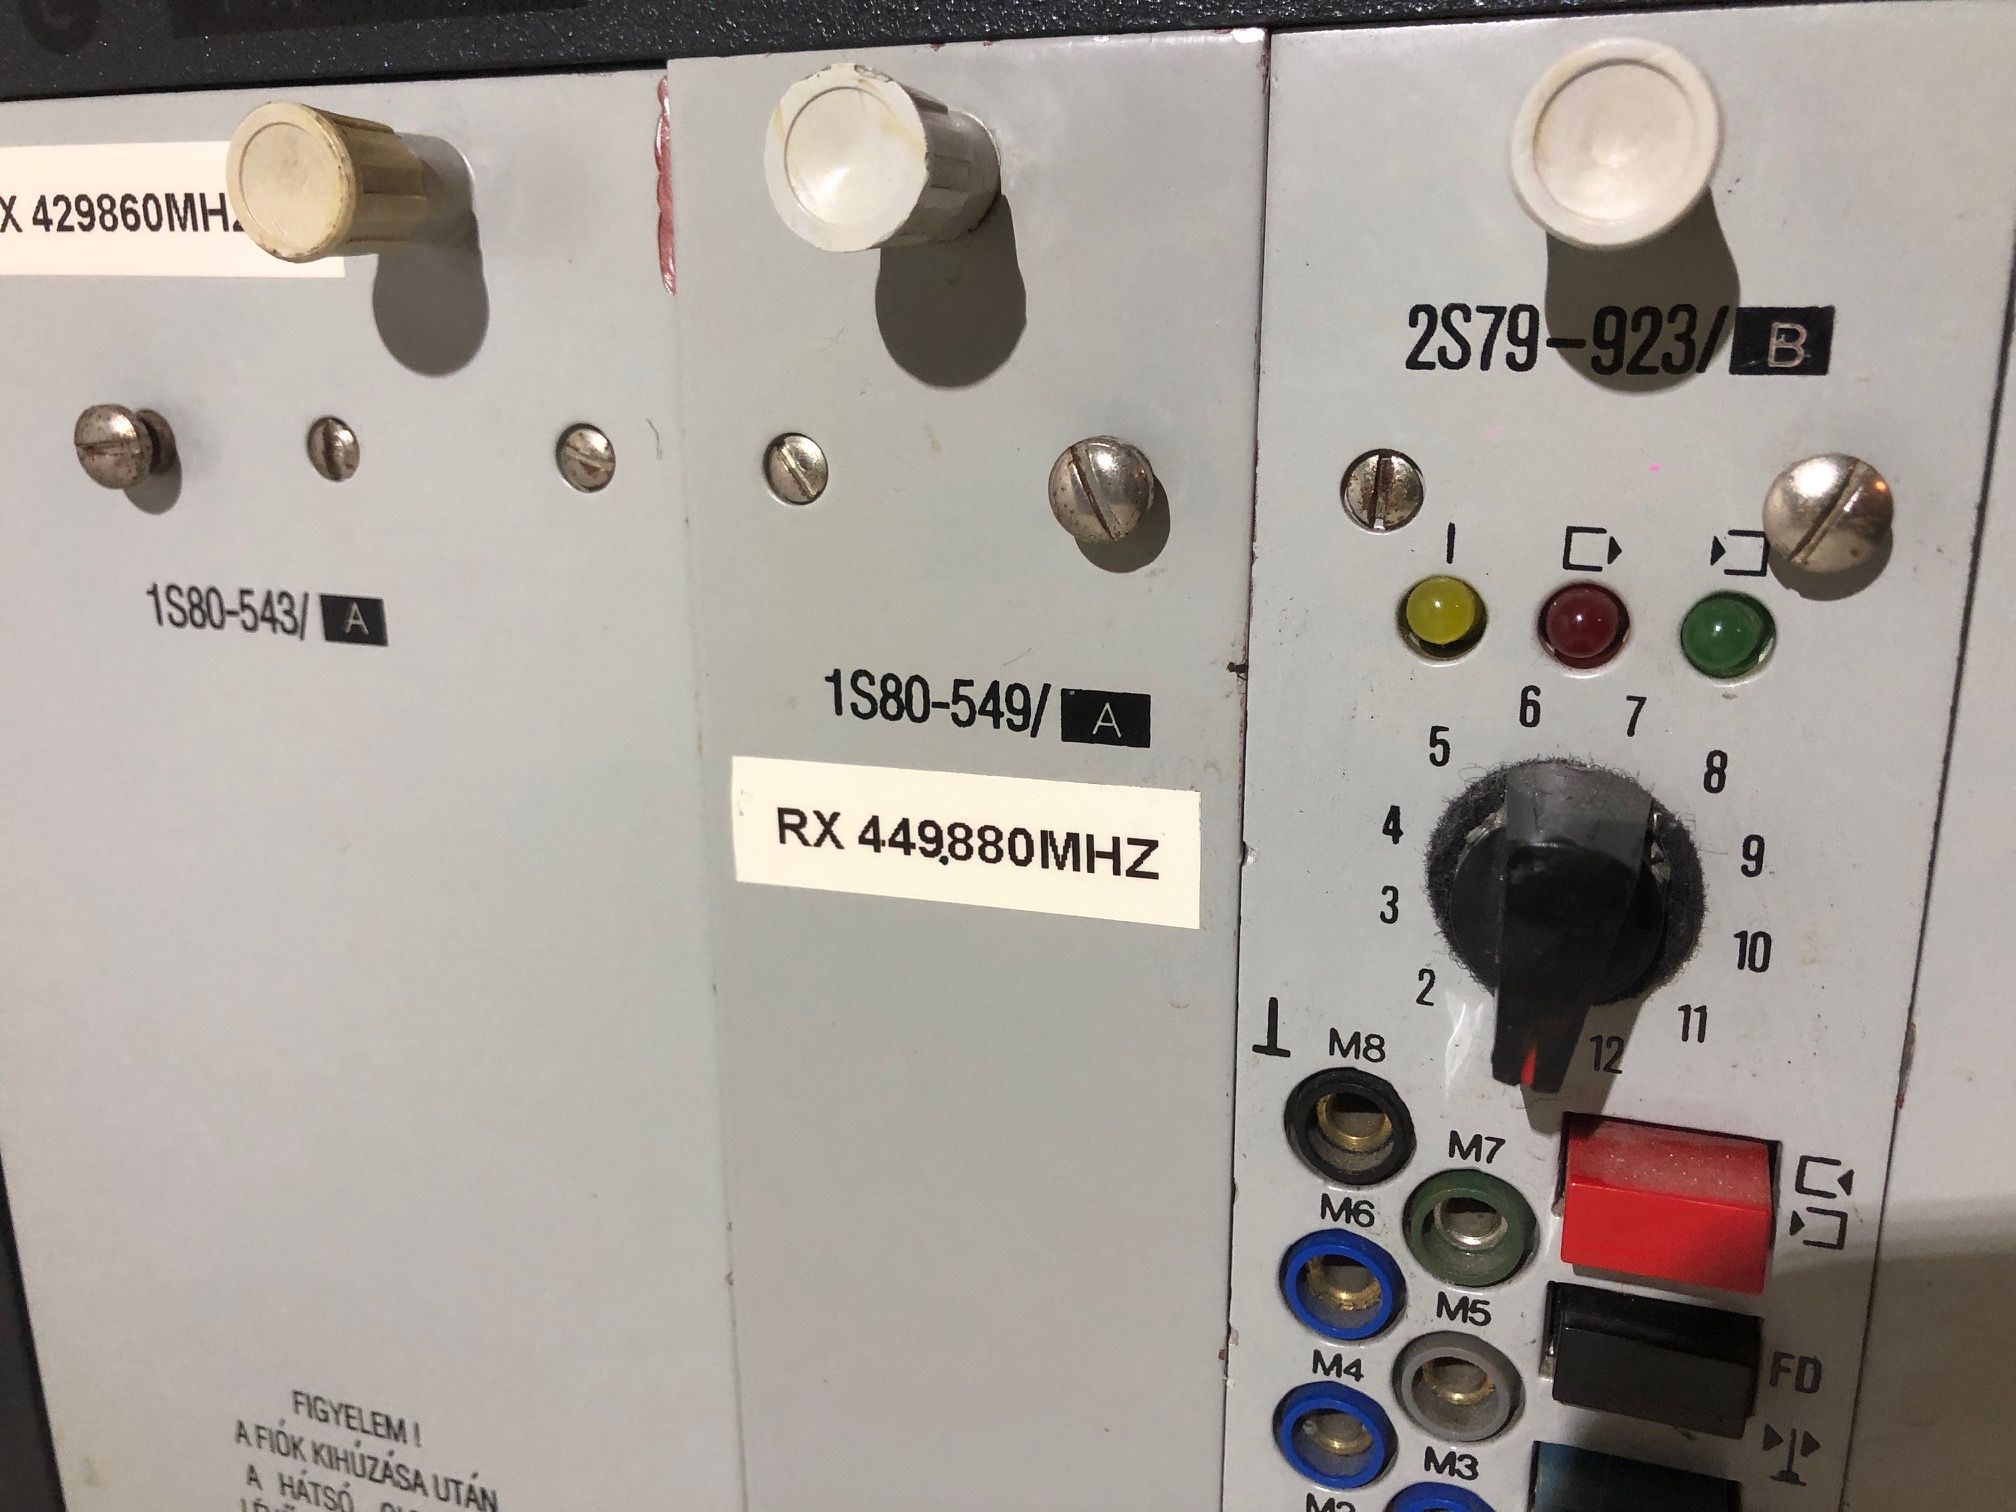 X 429860MHZ
1S80-543/ A
FIGYELEM !
A FIÓK KIHÚZÁSA UTÁN
A HÁTSÓ
1S80-549/ A
RX 449.880MHZ
2S79-923/ B
6 7
5 8
4 9
3 10
2 11
12
M8
M7
M6
M5
FD
M4
M3